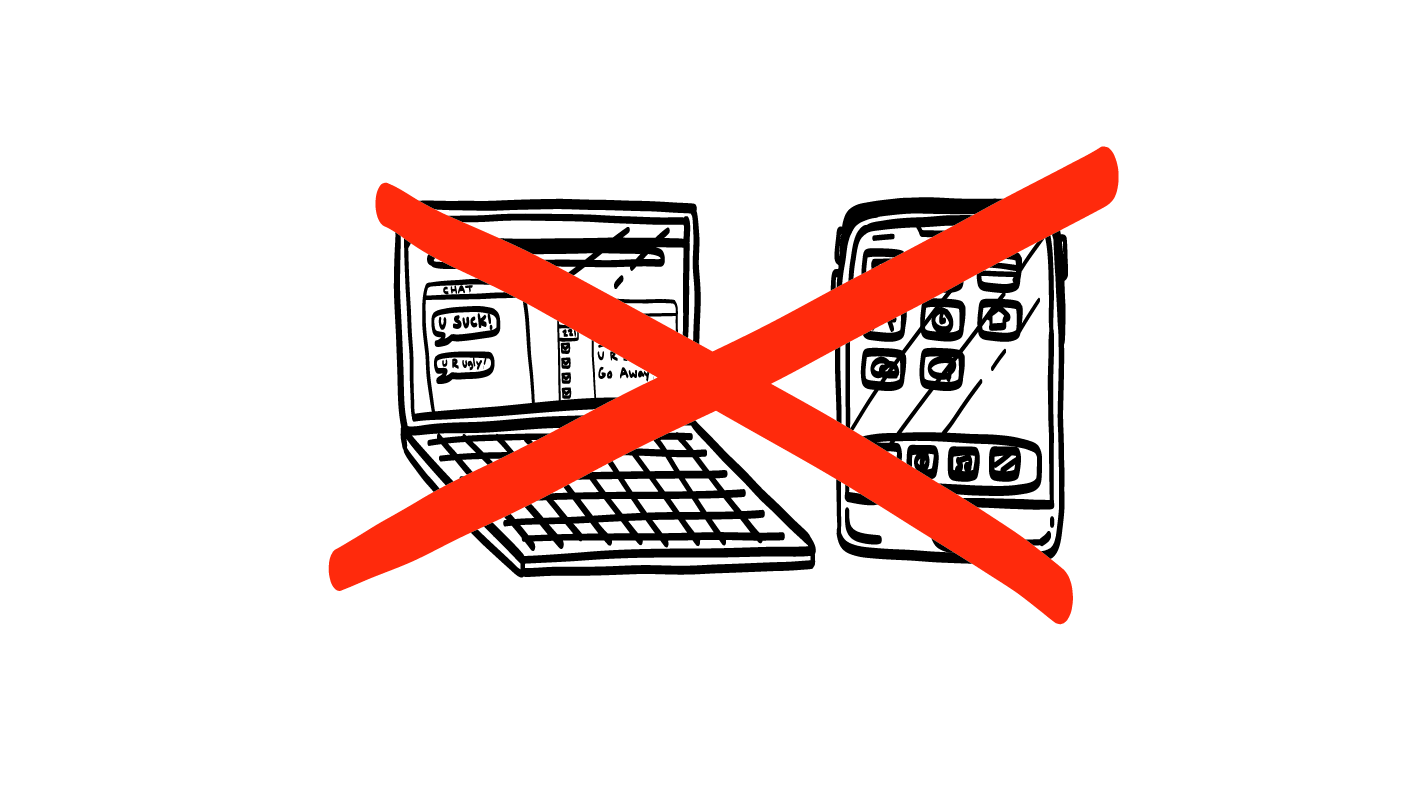 CHAT
U SUCK!
U R Ugly!
U R
Go Away